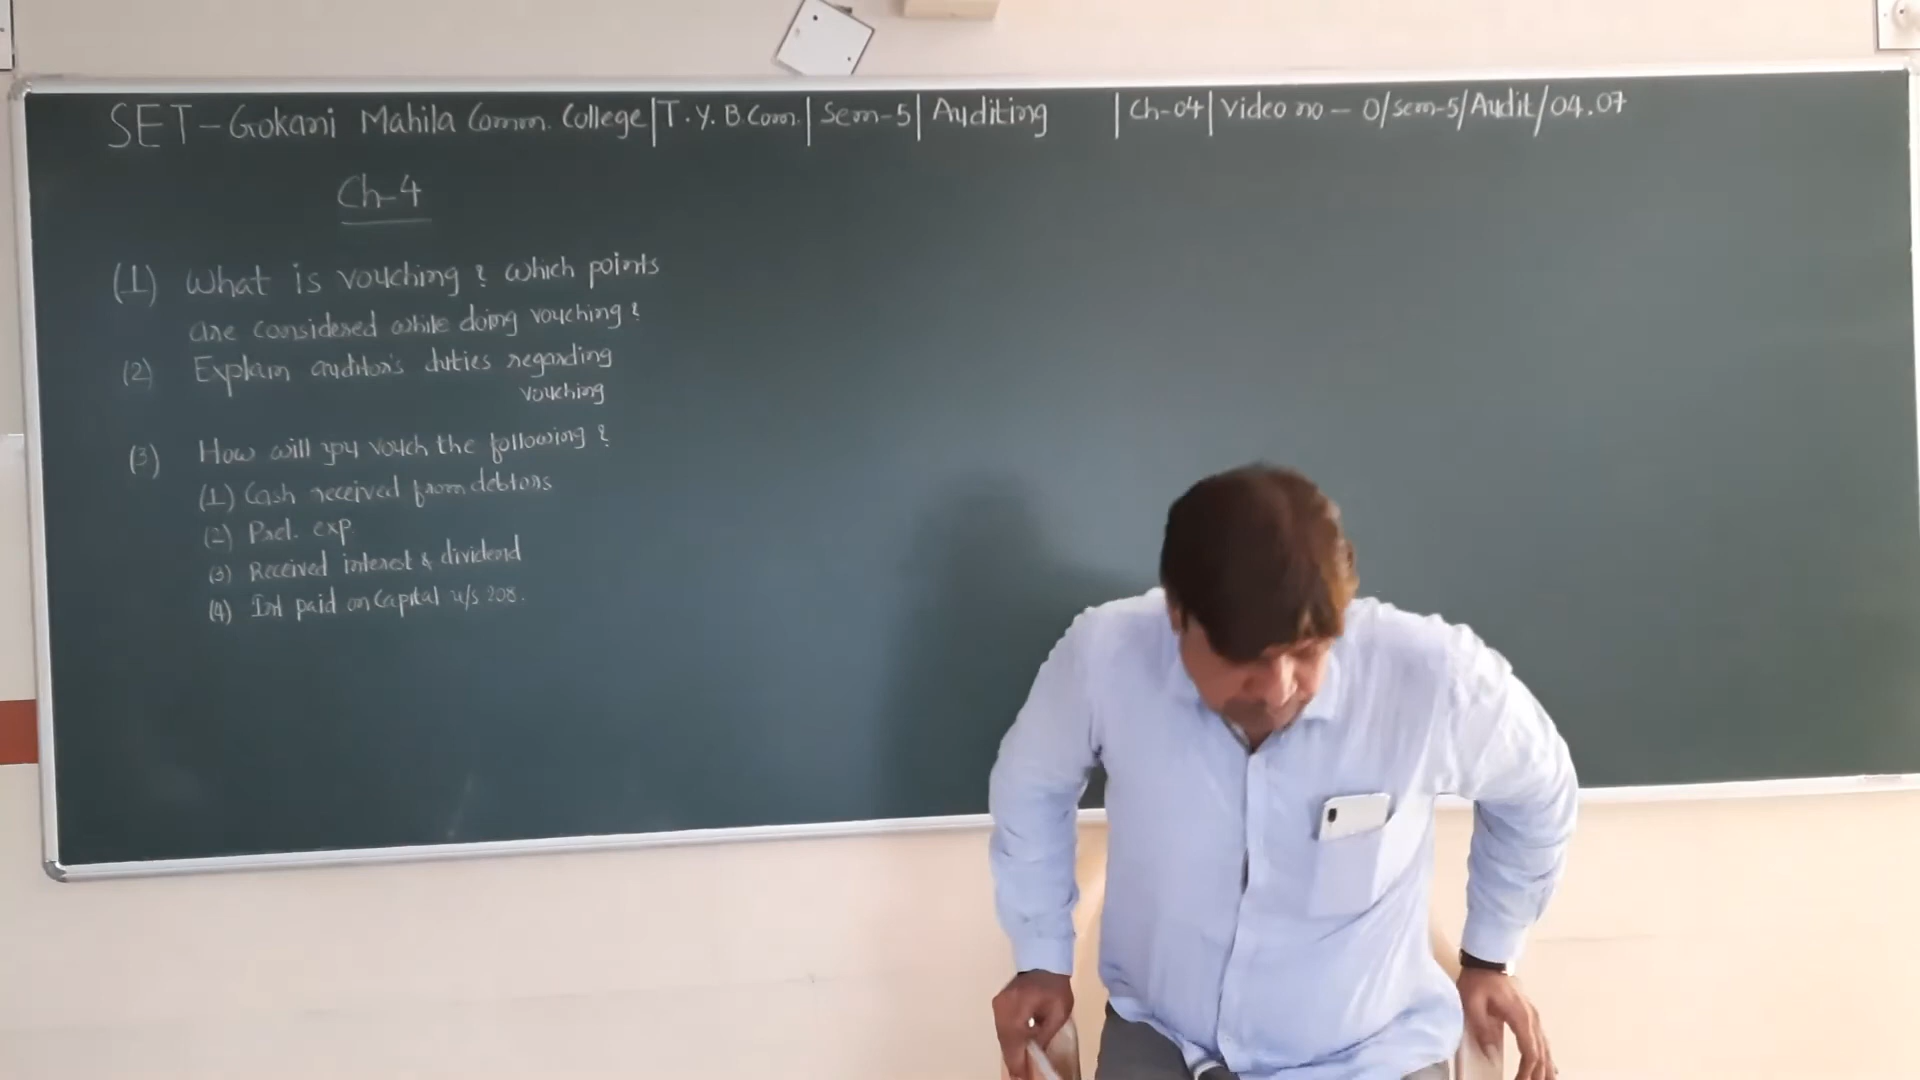 SET-Gokani Mahila Comm. College | T.Y.B Com. | Sem-5 | Auditing | Ch-04 | Video no - 0/sem-5/Audit/04.07
Ch-4
(1) What is vouching ? which points
are considered while doing vouching ?
(2) Explain auditor's duties regarding
vouching
(3) How will you vouch the following ?
(1) Cash received from debtors
(2) Prel. exp.
(3) Received interest & dividend
(4) Int paid on Capital u/s 208.